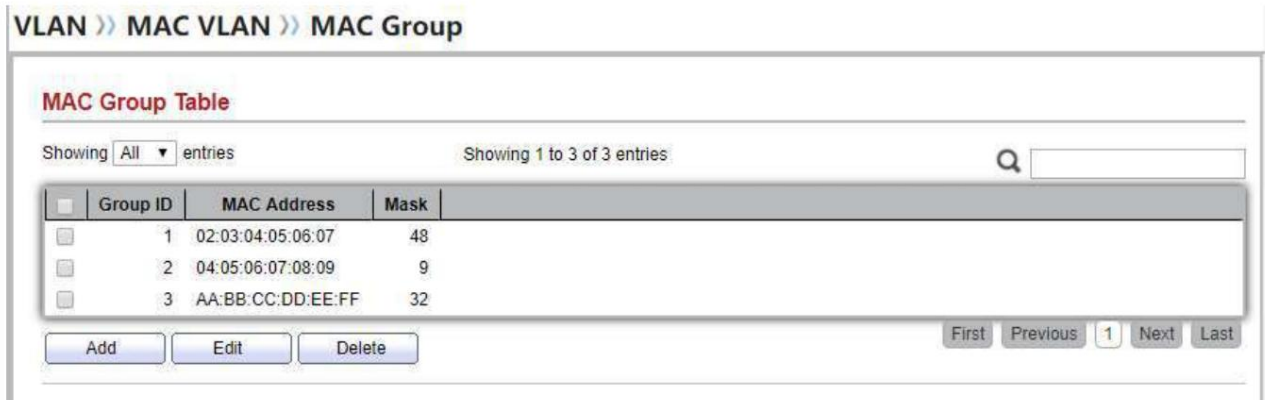 VLAN >> MAC VLAN >> MAC Group
MAC Group Table
Showing All entries Showing 1 to 3 of 3 entries
Group ID MAC Address Mask
1 02:03:04:05:06:07 48
2 04:05:06:07:08:09 9
3 AA:BB:CC:DD:EE:FF 32
Add Edit Delete First Previous 1 Next Last